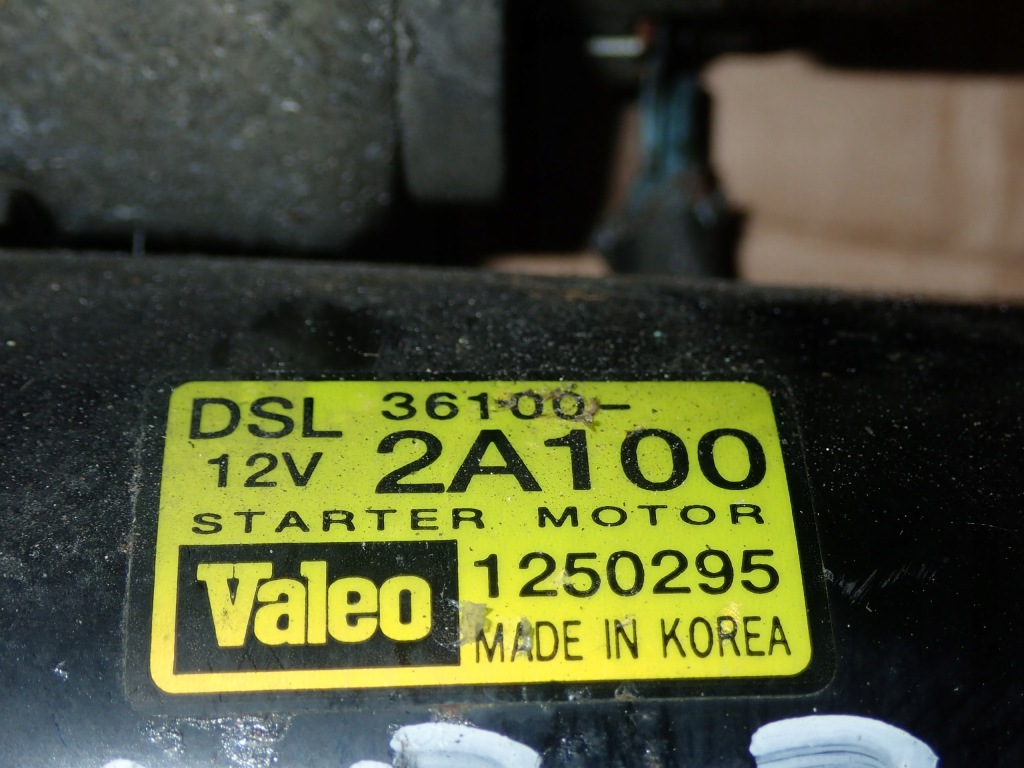 DSL 36100-
12V 2A100
STARTER MOTOR
Valeo 1250295
MADE IN KOREA